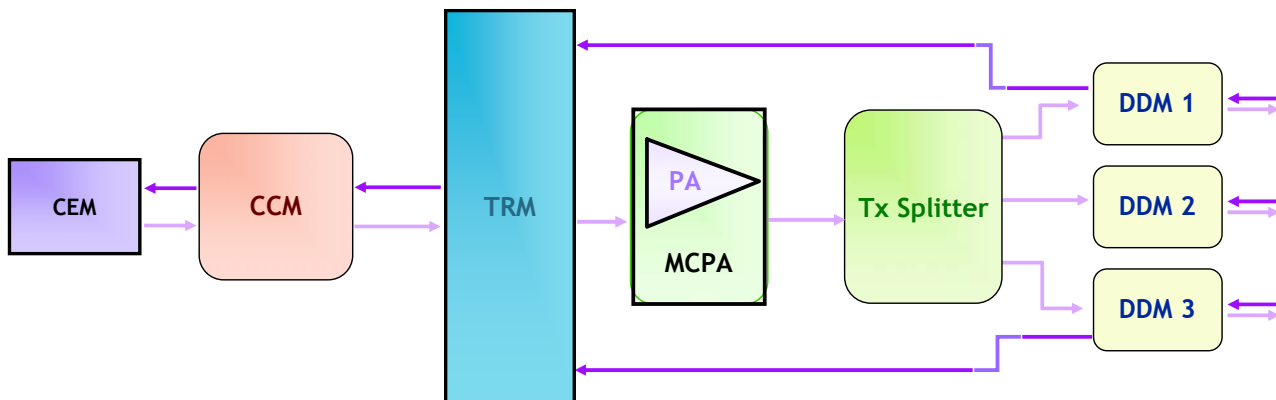 CEM
CCM
TRM
PA
MCPA
Tx Splitter
DDM 1
DDM 2
DDM 3